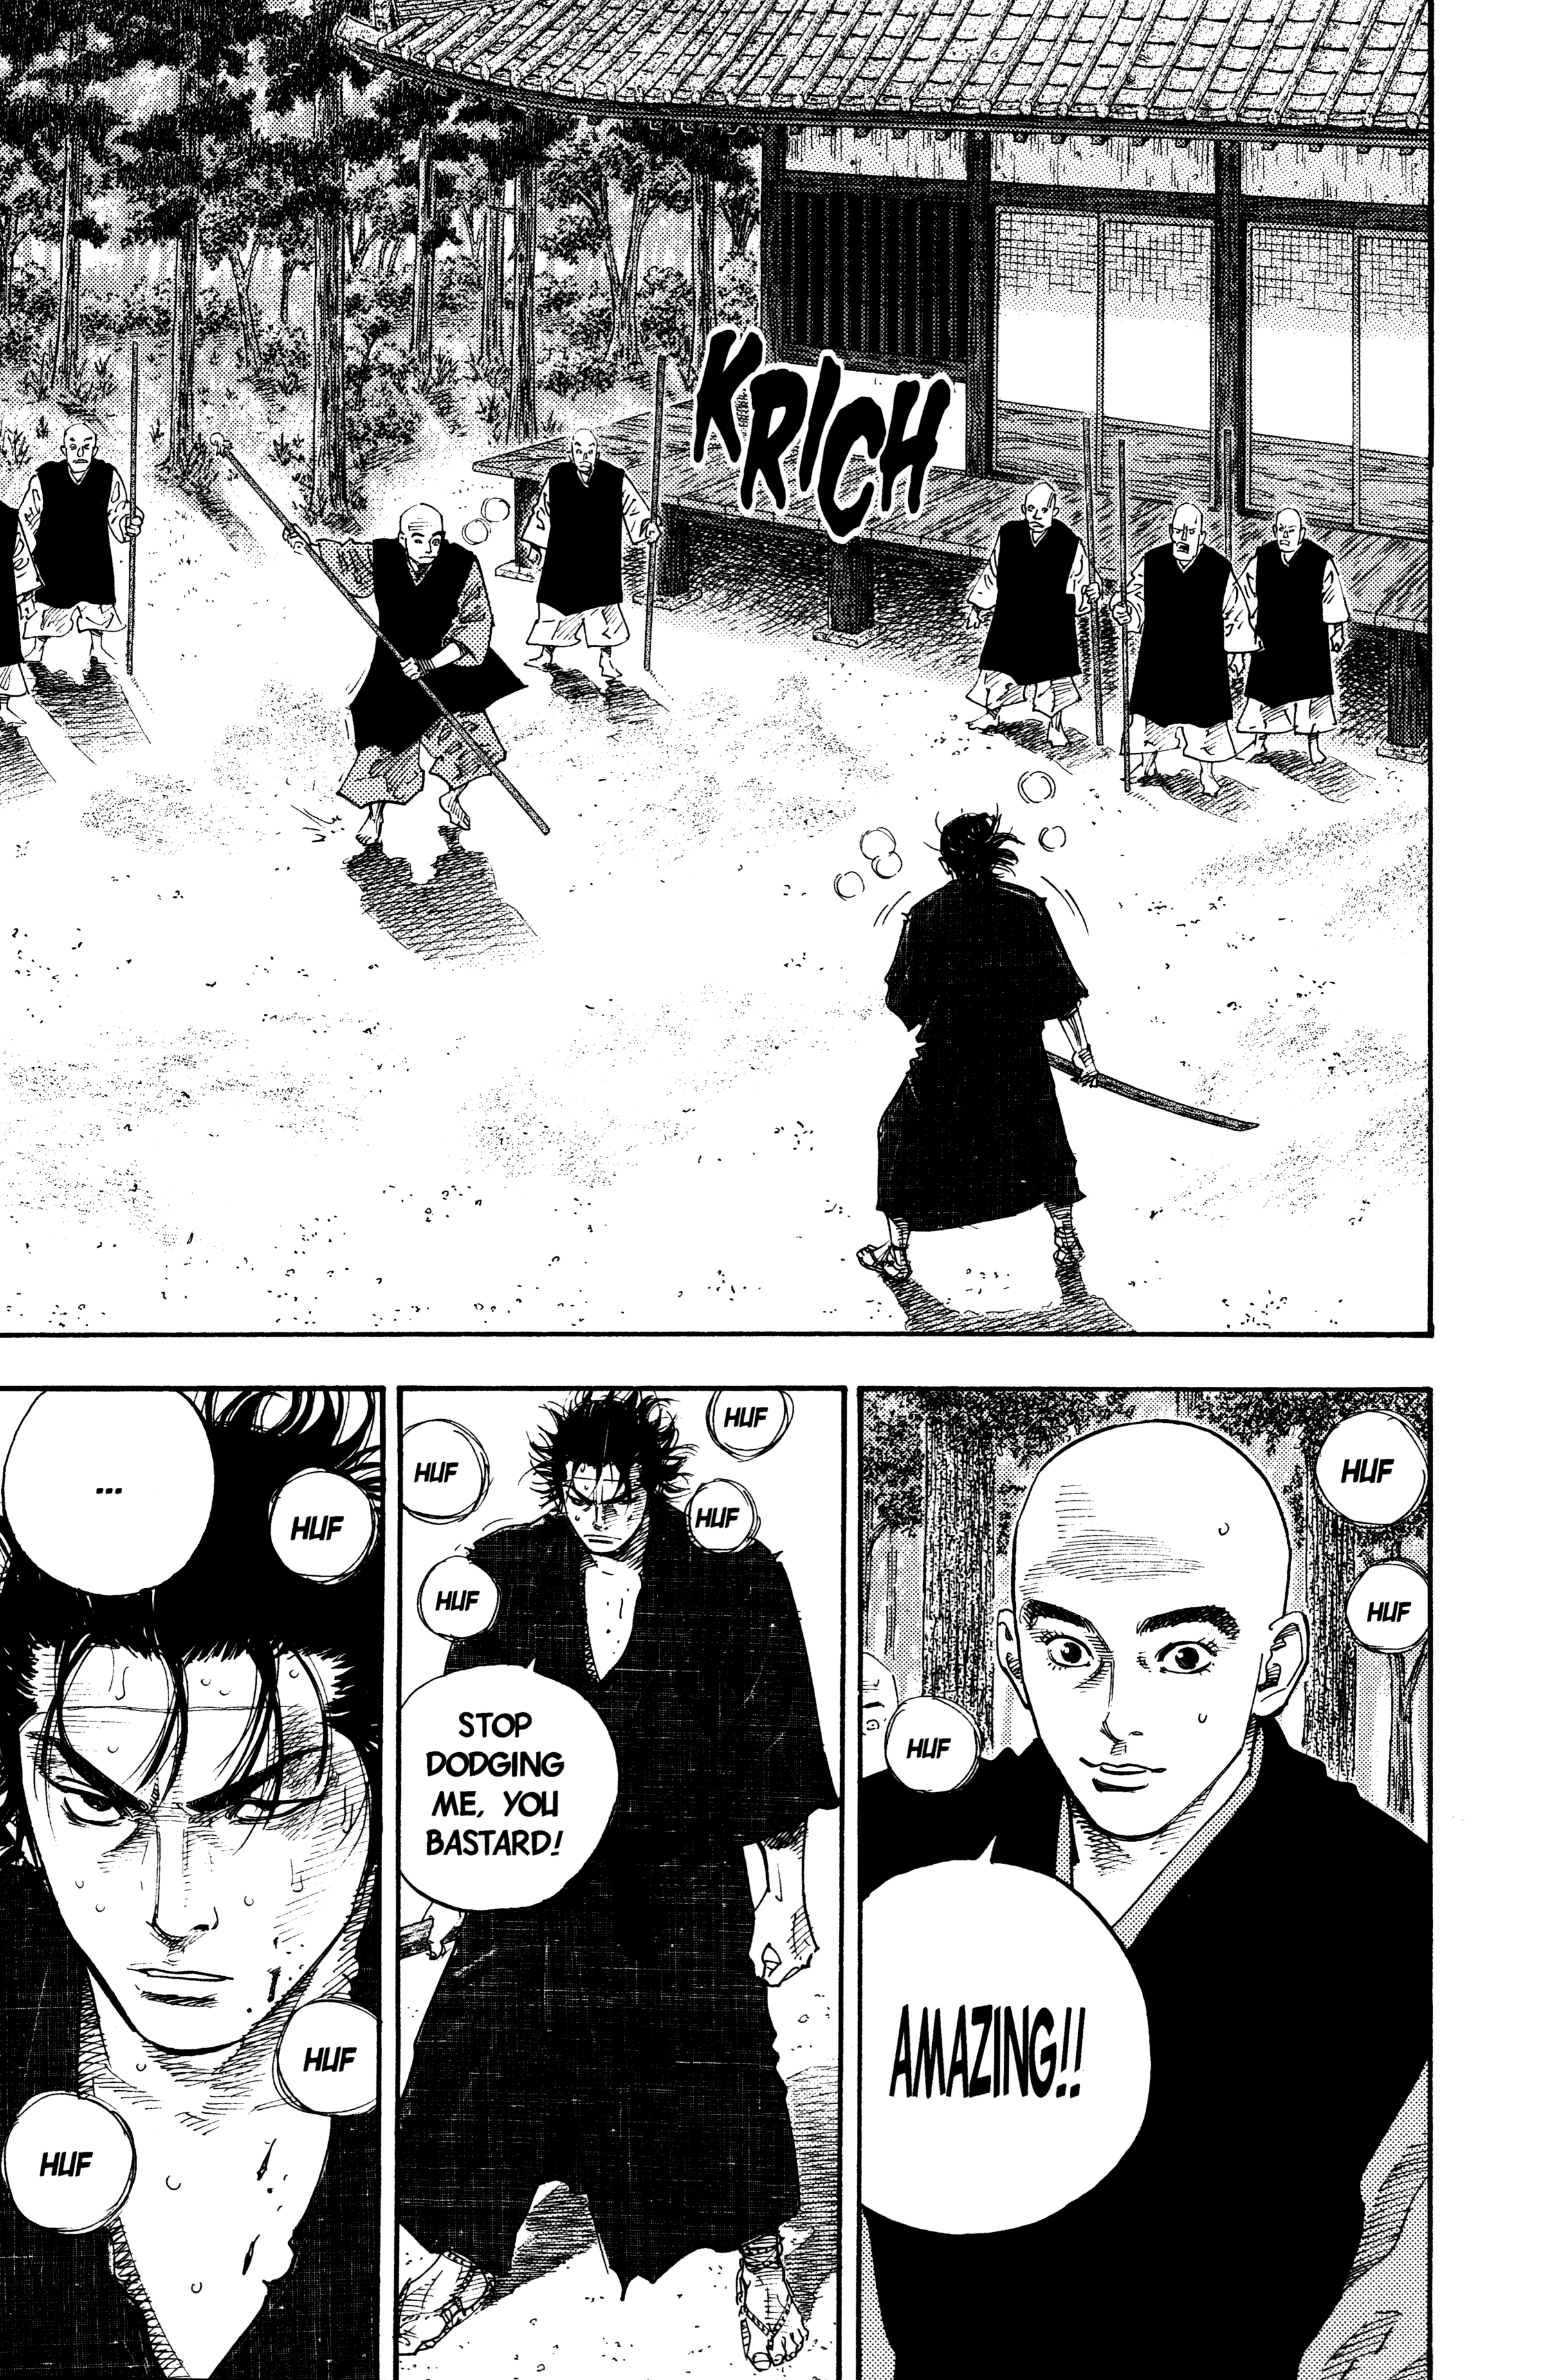 KRICH
HUF
HUF
HUF
AMAZING!!
HUF
HUF
HUF
HUF
STOP
DODGING
ME, YOU
BASTARD!
...
HUF
HUF
HUF